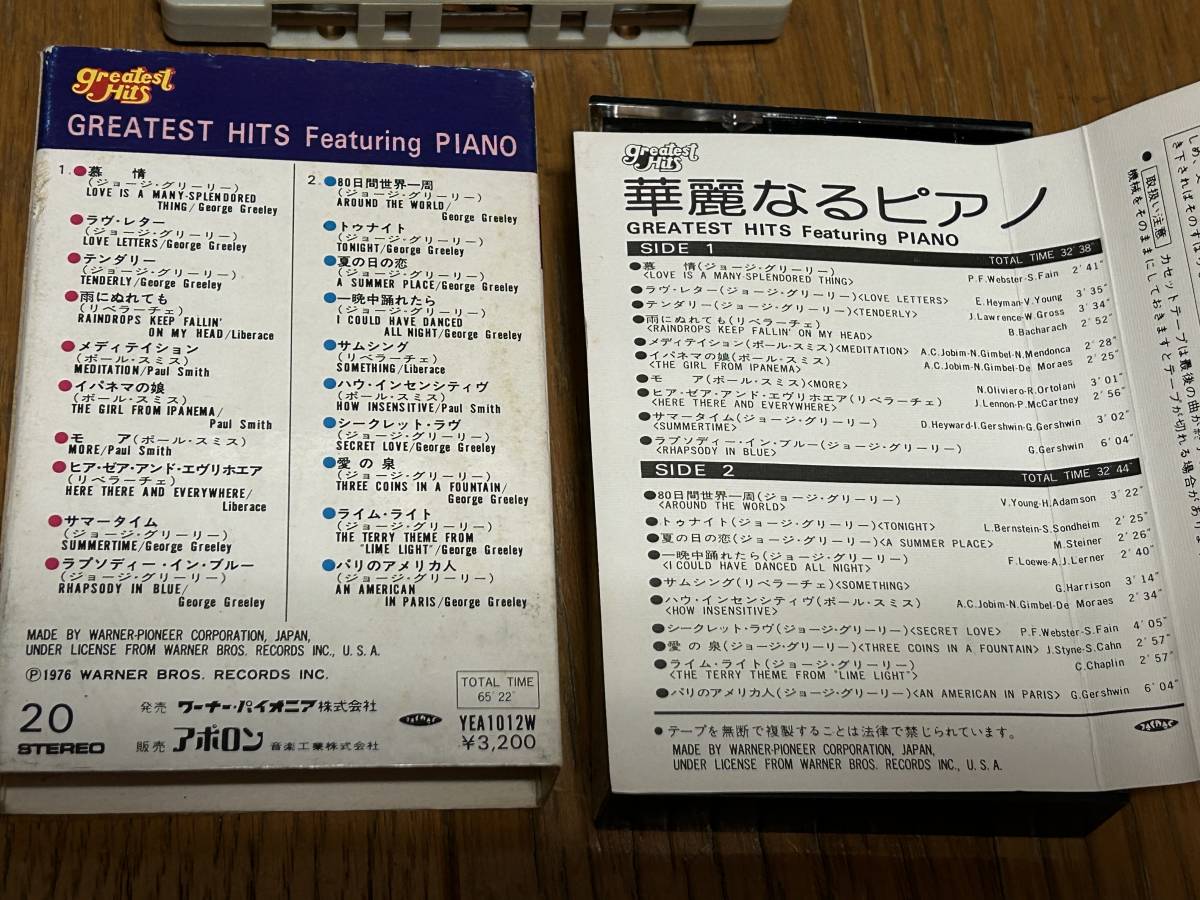 greatest Hits
GREATEST HITS Featuring PIANO
1. ●慕　情
(ジョージ・グリーリー)
LOVE IS A MANY-SPLENDORED
THING/George Greeley
●ラヴ・レター
(ジョージ・グリーリー)
LOVE LETTERS/George Greeley
●テンダリー
(ジョージ・グリーリー)
TENDERLY/George Greeley
●雨にぬれても
(リベラーチェ)
RAINDROPS KEEP FALLIN'
ON MY HEAD/Liberace
●メディテイション
(ポール・スミス)
MEDITATION/Paul Smith
●イパネマの娘
(ポール・スミス)
THE GIRL FROM IPANEMA/
Paul Smith
●モ　ア(ポール・スミス)
MORE/Paul Smith
●ヒア・ゼア・アンド・エヴリホエア
(リベラーチェ)
HERE THERE AND EVERYWHERE/
Liberace
●サマータイム
(ジョージ・グリーリー)
SUMMERTIME/George Greeley
●ラプソディー・イン・ブルー
(ジョージ・グリーリー)
RHAPSODY IN BLUE/
George Greeley
2. ●80日間世界一周
(ジョージ・グリーリー)
AROUND THE WORLD/
George Greeley
●トゥナイト
(ジョージ・グリーリー)
TONIGHT/George Greeley
●夏の日の恋
(ジョージ・グリーリー)
A SUMMER PLACE/George Greeley
●一晩中踊れたら
(ジョージ・グリーリー)
I COULD HAVE DANCED
ALL NIGHT/George Greeley
●サムシング
(リベラーチェ)
SOMETHING/Liberace
●ハウ・インセンシティヴ
(ポール・スミス)
HOW INSENSITIVE/Paul Smith
●シークレット・ラヴ
(ジョージ・グリーリー)
SECRET LOVE/George Greeley
●愛の泉
(ジョージ・グリーリー)
THREE COINS IN A FOUNTAIN/
George Greeley
●ライム・ライト
(ジョージ・グリーリー)
THE TERRY THEME FROM
"LIME LIGHT"/George Greeley
●パリのアメリカ人
(ジョージ・グリーリー)
AN AMERICAN
IN PARIS/George Greeley
MADE BY WARNER-PIONEER CORPORATION, JAPAN,
UNDER LICENSE FROM WARNER BROS. RECORDS INC., U.S.A.
Ⓟ1976 WARNER BROS. RECORDS INC.
TOTAL TIME
65'22"
20
STEREO
発売 ワーナー・パイオニア株式会社
販売 アポロン 音楽工業株式会社
YEA1012W
¥3,200
greatest Hits
華麗なるピアノ
GREATEST HITS Featuring PIANO
SIDE 1 TOTAL TIME 32'38"
●慕　情(ジョージ・グリーリー)
<LOVE IS A MANY-SPLENDORED THING> P.F.Webster-S.Fain 2'41"
●ラヴ・レター(ジョージ・グリーリー)<LOVE LETTERS> E.Heyman-V.Young 3'35"
●テンダリー(ジョージ・グリーリー)<TENDERLY> J.Lawrence-W.Gross 3'34"
●雨にぬれても(リベラーチェ)
<RAINDROPS KEEP FALLIN' ON MY HEAD> B.Bacharach 2'52"
●メディテイション(ポール・スミス)<MEDITATION> A.C.Jobim-N.Gimbel-N.Mendonca 2'28"
●イパネマの娘(ポール・スミス)
<THE GIRL FROM IPANEMA> A.C.Jobim-N.Gimbel-De Moraes 2'25"
●モ　ア(ポール・スミス)<MORE> N.Oliviero-R.Ortolani 3'01"
●ヒア・ゼア・アンド・エヴリホエア(リベラーチェ)
<HERE THERE AND EVERYWHERE> J.Lennon-P.McCartney 2'56"
●サマータイム(ジョージ・グリーリー)
<SUMMERTIME> D.Heyward-I.Gershwin-G.Gershwin 3'02"
●ラプソディー・イン・ブルー(ジョージ・グリーリー)
<RHAPSODY IN BLUE> G.Gershwin 6'04"
SIDE 2 TOTAL TIME 32'44"
●80日間世界一周(ジョージ・グリーリー)
<AROUND THE WORLD> V.Young-H.Adamson 3'22"
●トゥナイト(ジョージ・グリーリー)<TONIGHT> L.Bernstein-S.Sondheim 2'25"
●夏の日の恋(ジョージ・グリーリー)<A SUMMER PLACE> M.Steiner 2'26"
●一晩中踊れたら(ジョージ・グリーリー)
<I COULD HAVE DANCED ALL NIGHT> F.Loewe-A.J.Lerner 2'40"
●サムシング(リベラーチェ)<SOMETHING> G.Harrison 3'14"
●ハウ・インセンシティヴ(ポール・スミス)
<HOW INSENSITIVE> A.C.Jobim-N.Gimbel-De Moraes 2'34"
●シークレット・ラヴ(ジョージ・グリーリー)<SECRET LOVE> P.F.Webster-S.Fain 4'05"
●愛の泉(ジョージ・グリーリー)<THREE COINS IN A FOUNTAIN> J.Styne-S.Cahn 2'57"
●ライム・ライト(ジョージ・グリーリー)
<THE TERRY THEME FROM "LIME LIGHT"> C.Chaplin 2'57"
●パリのアメリカ人(ジョージ・グリーリー)<AN AMERICAN IN PARIS> G.Gershwin 6'04"
●テープを無断で複製することは法律で禁じられています。
MADE BY WARNER-PIONEER CORPORATION, JAPAN,
UNDER LICENSE FROM WARNER BROS. RECORDS INC., U.S.A.
●取扱い注意 カセットテープは最後の曲が
機械をそのままにしておきますとテープが切れる場合があ